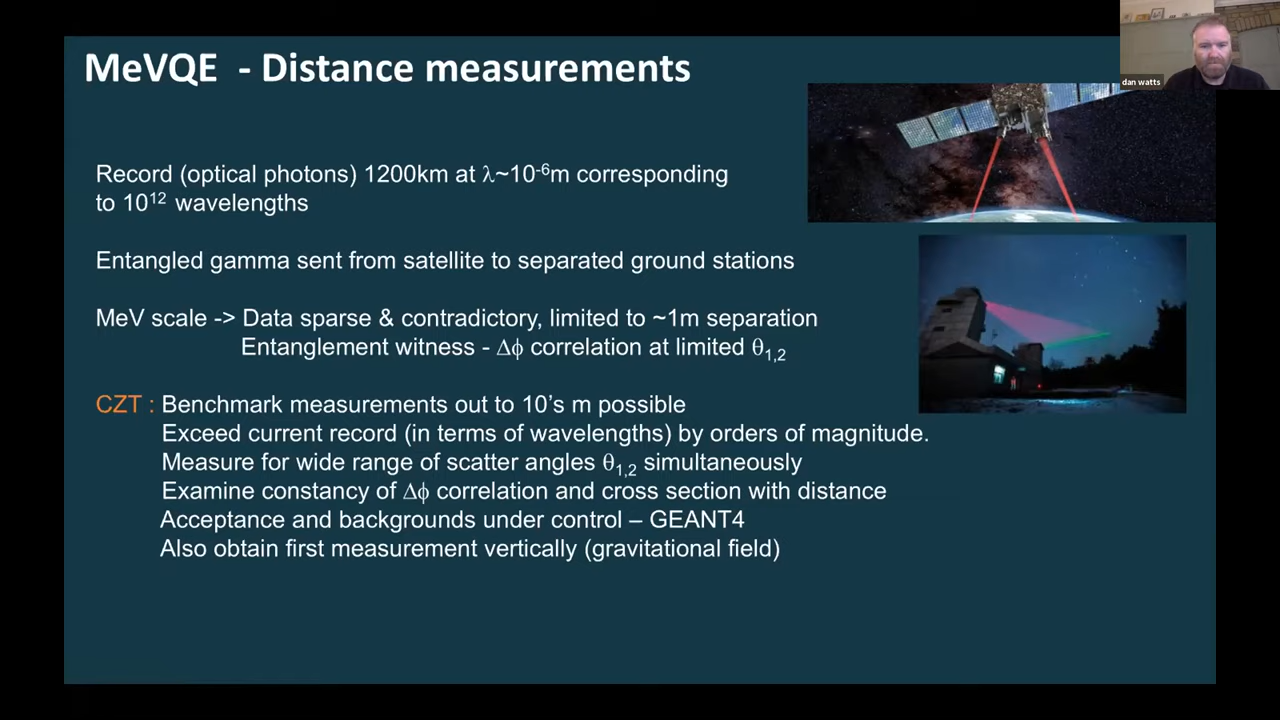 MeVQE - Distance measurements
dan watts
Record (optical photons) 1200km at λ~10⁻⁶m corresponding
to 10¹² wavelengths
Entangled gamma sent from satellite to separated ground stations
MeV scale -> Data sparse & contradictory, limited to ~1m separation
Entanglement witness - Δϕ correlation at limited θ₁,₂
CZT : Benchmark measurements out to 10’s m possible
Exceed current record (in terms of wavelengths) by orders of magnitude.
Measure for wide range of scatter angles θ₁,₂ simultaneously
Examine constancy of Δϕ correlation and cross section with distance
Acceptance and backgrounds under control – GEANT4
Also obtain first measurement vertically (gravitational field)